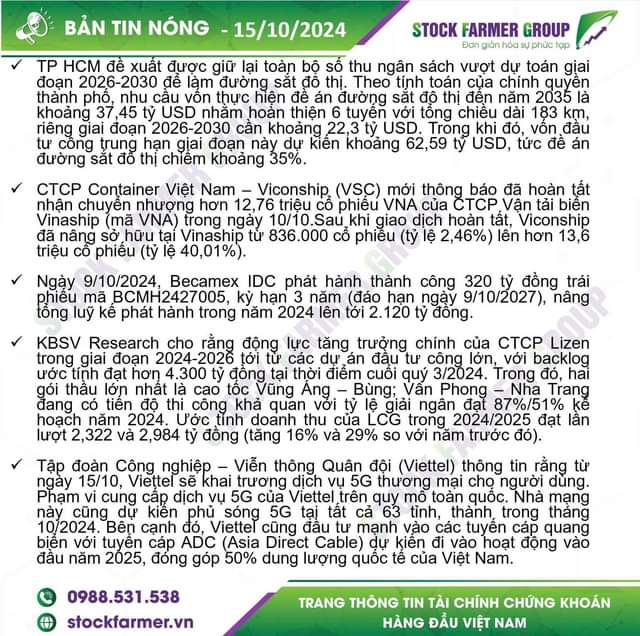 BẢN TIN NÓNG - 15/10/2024
STOCK FARMER GROUP
Đơn giản hóa sự phức tạp
✓ TP HCM đề xuất được giữ lại toàn bộ số thu ngân sách vượt dự toán giai
đoạn 2026-2030 để làm đường sắt đô thị. Theo tính toán của chính quyền
thành phố, nhu cầu vốn thực hiện đề án đường sắt đô thị đến năm 2035 là
khoảng 37,45 tỷ USD nhằm hoàn thiện 6 tuyến với tổng chiều dài 183 km,
riêng giai đoạn 2026-2030 cần khoảng 22,3 tỷ USD. Trong khi đó, vốn đầu
tư công trung hạn giai đoạn này dự kiến khoảng 62,59 tỷ USD, tức đề án
đường sắt đô thị chiếm khoảng 35%.
✓ CTCP Container Việt Nam – Viconship (VSC) mới thông báo đã hoàn tất
nhận chuyển nhượng hơn 12,76 triệu cổ phiếu VNA của CTCP Vận tải biển
Vinaship (mã VNA) trong ngày 10/10.Sau khi giao dịch hoàn tất, Viconship
đã nâng sở hữu tại Vinaship từ 836.000 cổ phiếu (tỷ lệ 2,46%) lên hơn 13,6
triệu cổ phiếu (tỷ lệ 40,01%).
✓ Ngày 9/10/2024, Becamex IDC phát hành thành công 320 tỷ đồng trái
phiếu mã BCMH2427005, kỳ hạn 3 năm (đáo hạn ngày 9/10/2027), nâng
tổng luỹ kế phát hành trong năm 2024 lên tới 2.120 tỷ đồng.
✓ KBSV Research cho rằng động lực tăng trưởng chính của CTCP Lizen
trong giai đoạn 2024-2026 tới từ các dự án đầu tư công lớn, với backlog
ước tính đạt hơn 4.300 tỷ đồng tại thời điểm cuối quý 3/2024. Trong đó, hai
gói thầu lớn nhất là cao tốc Vũng Áng – Bùng; Vân Phong – Nha Trang
đang có tiến độ thi công khả quan với tỷ lệ giải ngân đạt 87%/51% kế
hoạch năm 2024. Ước tính doanh thu của LCG trong 2024/2025 đạt lần
lượt 2,322 và 2,984 tỷ đồng (tăng 16% và 29% so với năm trước đó).
✓ Tập đoàn Công nghiệp – Viễn thông Quân đội (Viettel) thông tin rằng từ
ngày 15/10, Viettel sẽ khai trương dịch vụ 5G thương mại cho người dùng.
Phạm vi cung cấp dịch vụ 5G của Viettel trên quy mô toàn quốc. Nhà mạng
này cũng dự kiến phủ sóng 5G tại tất cả 63 tỉnh, thành trong tháng
10/2024. Bên cạnh đó, Viettel cũng đầu tư mạnh vào các tuyến cáp quang
biển với tuyến cáp ADC (Asia Direct Cable) dự kiến đi vào hoạt động vào
đầu năm 2025, đóng góp 50% dung lượng quốc tế của Việt Nam.
0988.531.538
stockfarmer.vn
TRANG THÔNG TIN TÀI CHÍNH CHỨNG KHOÁN
HÀNG ĐẦU VIỆT NAM
STOCK FARMER GROUP
STOCK FARMER GROUP